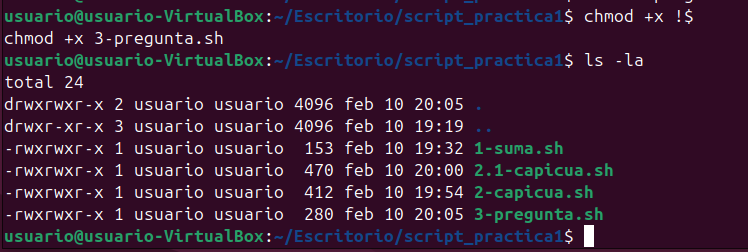 usuario@usuario-VirtualBox:~/Escritorio/script_practica1$ chmod +x !$
chmod +x 3-pregunta.sh
usuario@usuario-VirtualBox:~/Escritorio/script_practica1$ ls -la
total 24
drwxrwxr-x 2 usuario usuario 4096 feb 10 20:05 .
drwxr-xr-x 3 usuario usuario 4096 feb 10 19:19 ..
-rwxrwxr-x 1 usuario usuario  153 feb 10 19:32 1-suma.sh
-rwxrwxr-x 1 usuario usuario  470 feb 10 20:00 2.1-capicua.sh
-rwxrwxr-x 1 usuario usuario  412 feb 10 19:54 2-capicua.sh
-rwxrwxr-x 1 usuario usuario  280 feb 10 20:05 3-pregunta.sh
usuario@usuario-VirtualBox:~/Escritorio/script_practica1$